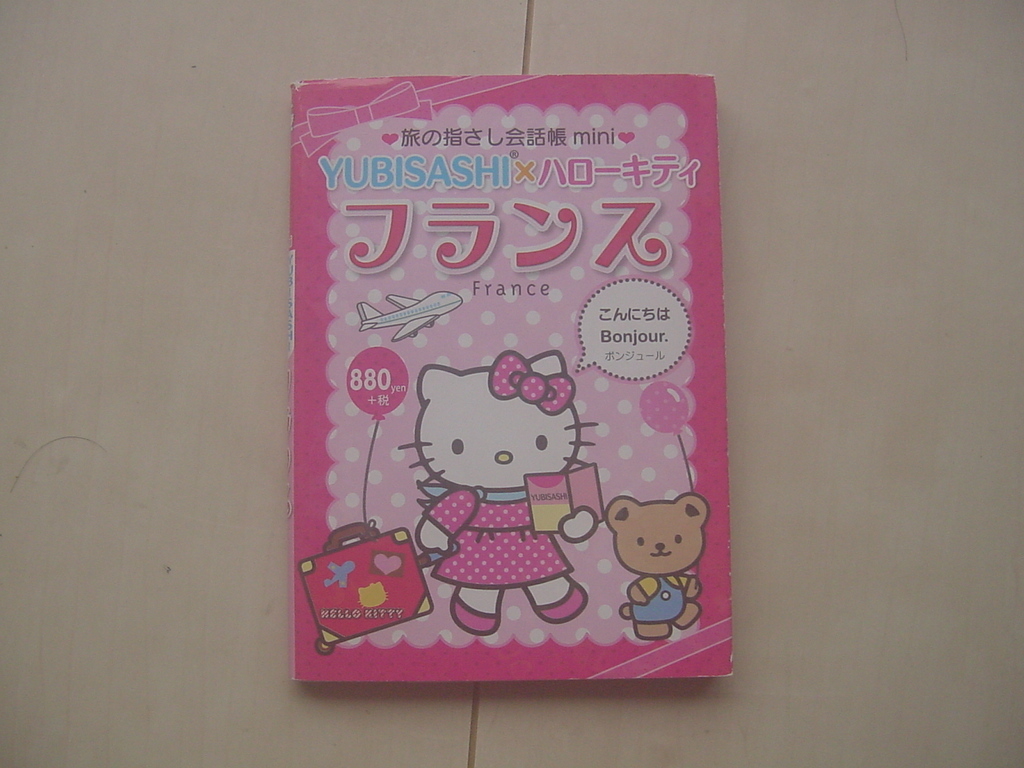 ❤旅の指さし会話帳 mini❤
YUBISASHI®×ハローキティ
フランス
France
こんにちは
Bonjour.
ボンジュール
880yen
+税
YUBISASHI
HELLO KITTY